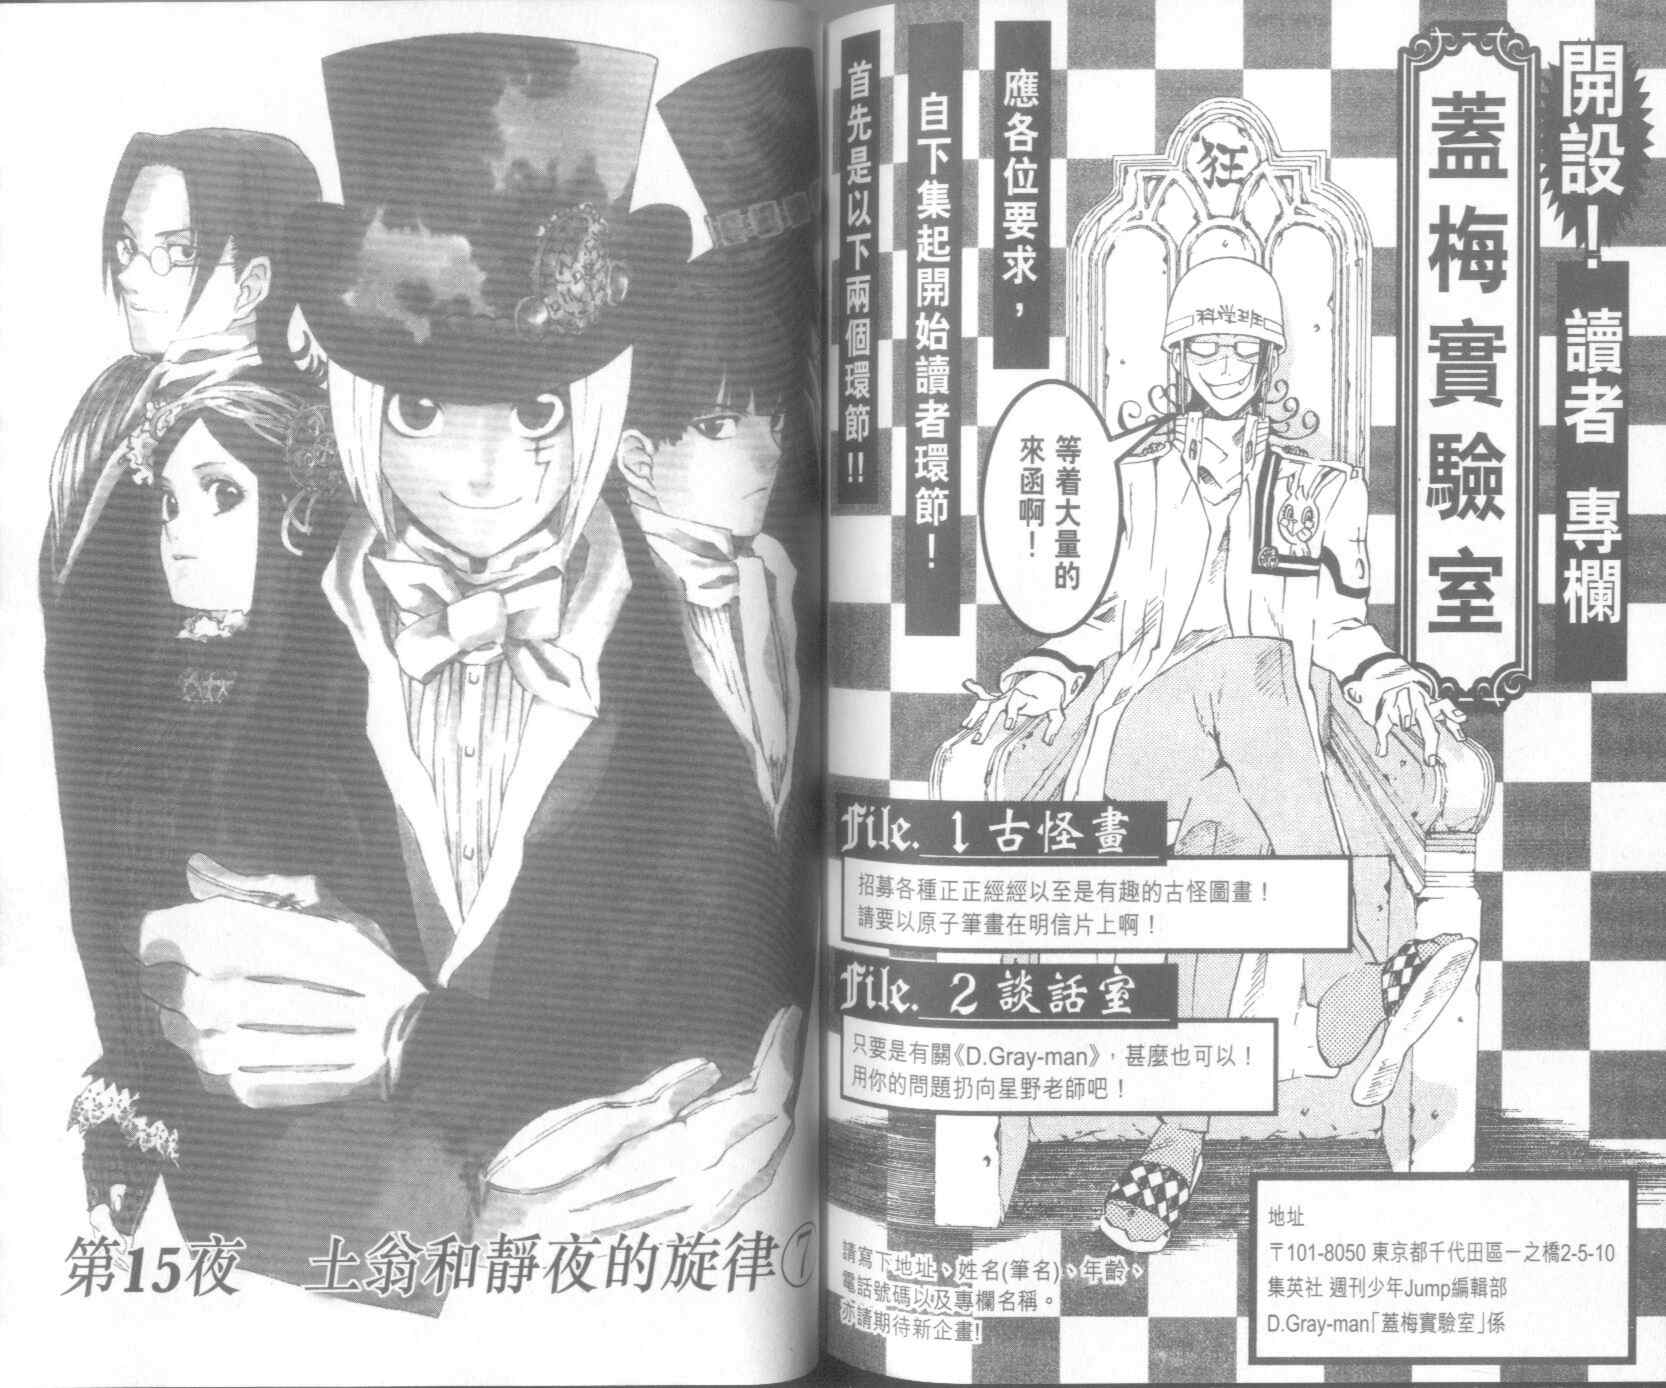 開設！讀者專欄
蓋梅實驗室
狂
科学班
應各位要求，
自下集起開始讀者環節！
首先是以下兩個環節!!
等着大量的
來函啊！
File. 1 古怪畫
招募各種正正經經以至是有趣的古怪圖畫！
請要以原子筆畫在明信片上啊！
File. 2 談話室
只要是有關《D.Gray-man》，甚麼也可以！
用你的問題扔向星野老師吧！
請寫下地址、姓名(筆名)、年齡、
電話號碼以及專欄名稱。
亦請期待新企畫!
地址
〒101-8050 東京都千代田區一之橋2-5-10
集英社 週刊少年Jump編輯部
D.Gray-man「蓋梅實驗室」係
第15夜　土翁和靜夜的旋律⑦